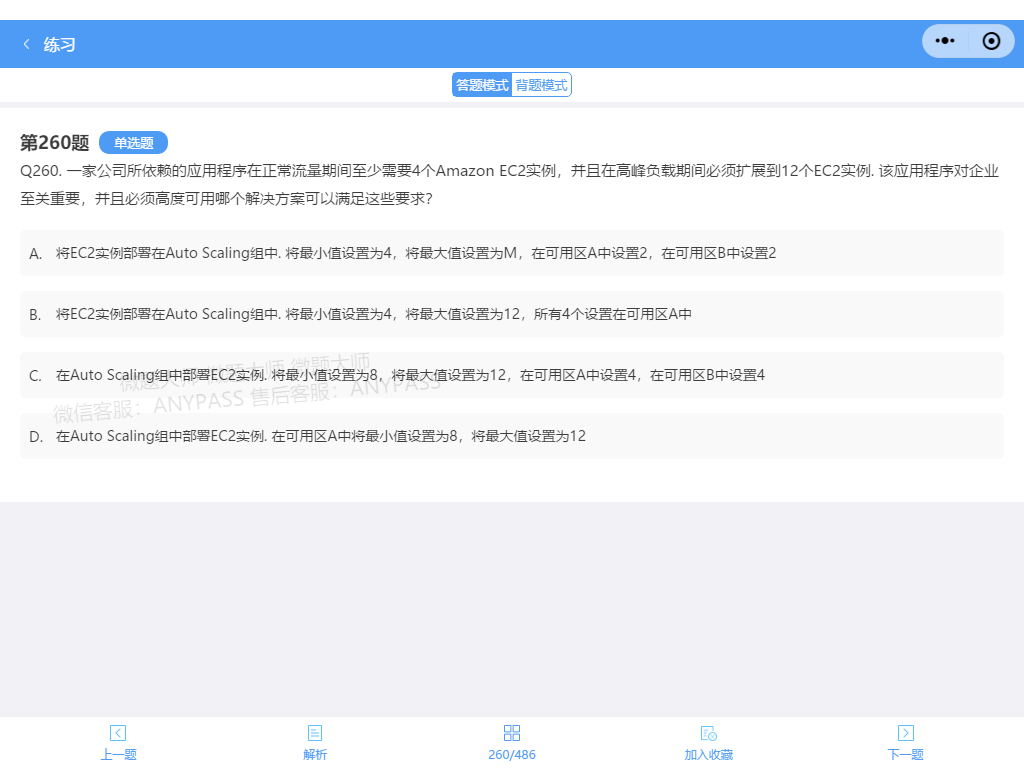 练习
答题模式 背题模式
第260题 单选题
Q260. 一家公司所依赖的应用程序在正常流量期间至少需要4个Amazon EC2实例，并且在高峰负载期间必须扩展到12个EC2实例. 该应用程序对企业
至关重要，并且必须高度可用哪个解决方案可以满足这些要求?
A. 将EC2实例部署在Auto Scaling组中. 将最小值设置为4，将最大值设置为M，在可用区A中设置2，在可用区B中设置2
B. 将EC2实例部署在Auto Scaling组中. 将最小值设置为4，将最大值设置为12，所有4个设置在可用区A中
微题大师 微题大师 微题大师
C. 在Auto Scaling组中部署EC2实例. 将最小值设置为8，将最大值设置为12，在可用区A中设置4，在可用区B中设置4
微信客服：ANYPASS 售后客服：ANYPASS
D. 在Auto Scaling组中部署EC2实例. 在可用区A中将最小值设置为8，将最大值设置为12
上一题 解析 260/486 加入收藏 下一题